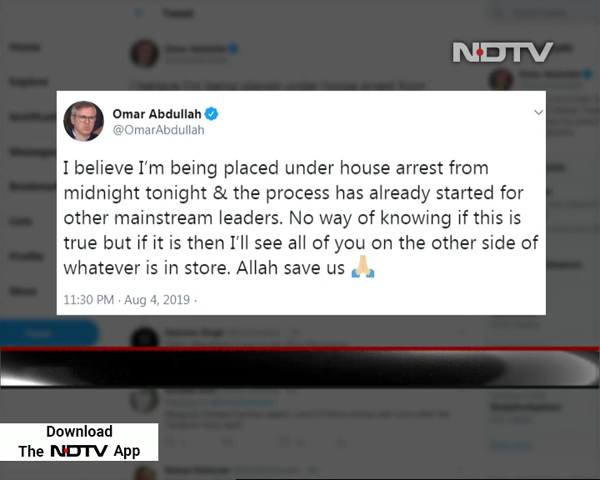 Tweet
NDTV
Omar Abdullah
@OmarAbdullah
I believe I'm being placed under house arrest from
midnight tonight & the process has already started for
other mainstream leaders. No way of knowing if this is
true but if it is then I'll see all of you on the other side of
whatever is in store. Allah save us 🙏🏼
11:30 PM · Aug 4, 2019 ·
Download
The NDTV App